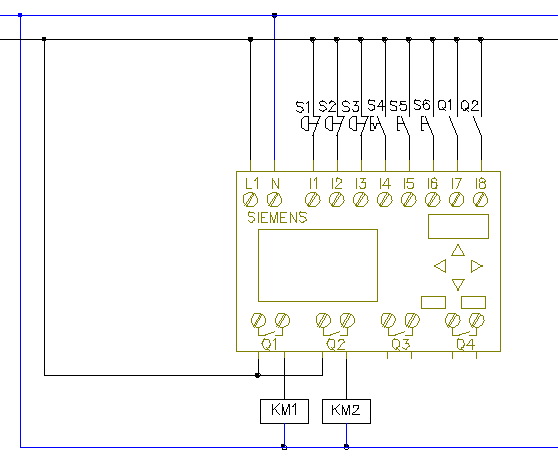 S1 S2 S3 S4 S5 S6 Q1 Q2
L1 N I1 I2 I3 I4 I5 I6 I7 I8
SIEMENS
Q1 Q2 Q3 Q4
KM1 KM2